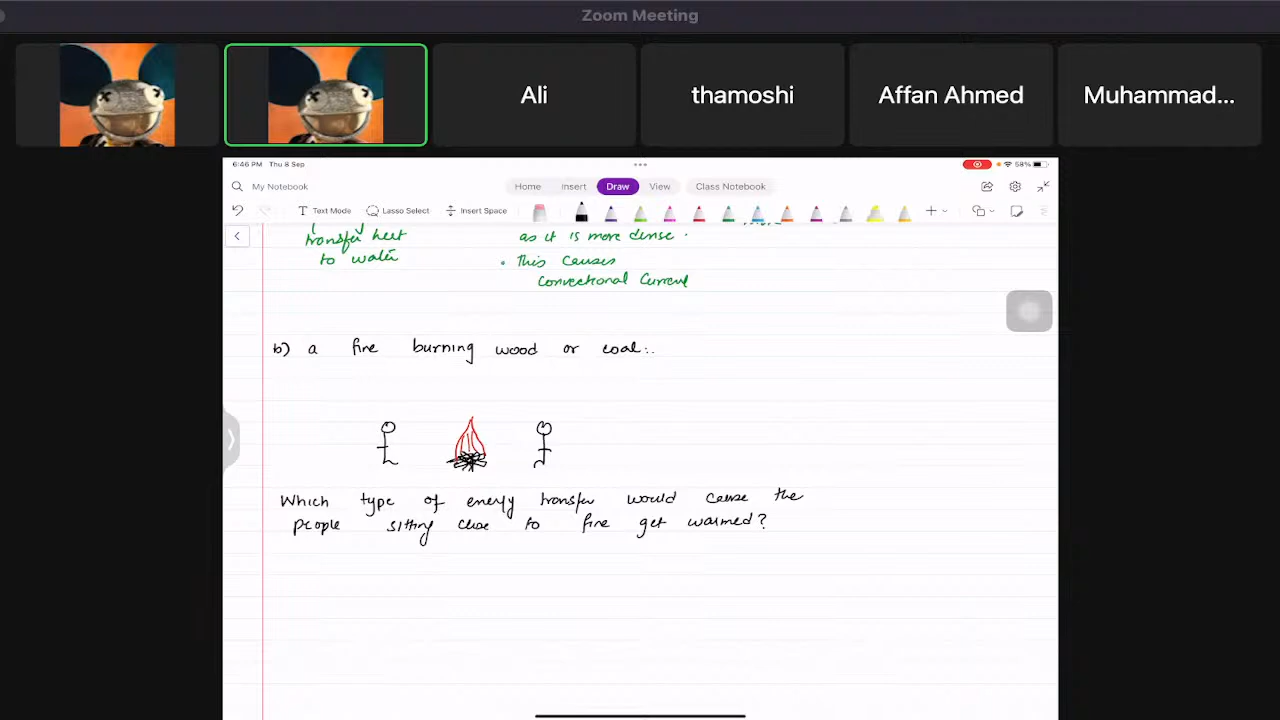 Zoom Meeting
Ali
thamoshi
Affan Ahmed
Muhammad...
6:46 PM Thu 8 Sep
58%
My Notebook
Home Insert Draw View Class Notebook
Text Mode Lasso Select Insert Space
transfer heet
to water
as it is more dense.
• This causes
Convectional Current
b) a fire burning wood or coal:.
Which type of energy transfer would cause the
people sitting close to fire get warmed?